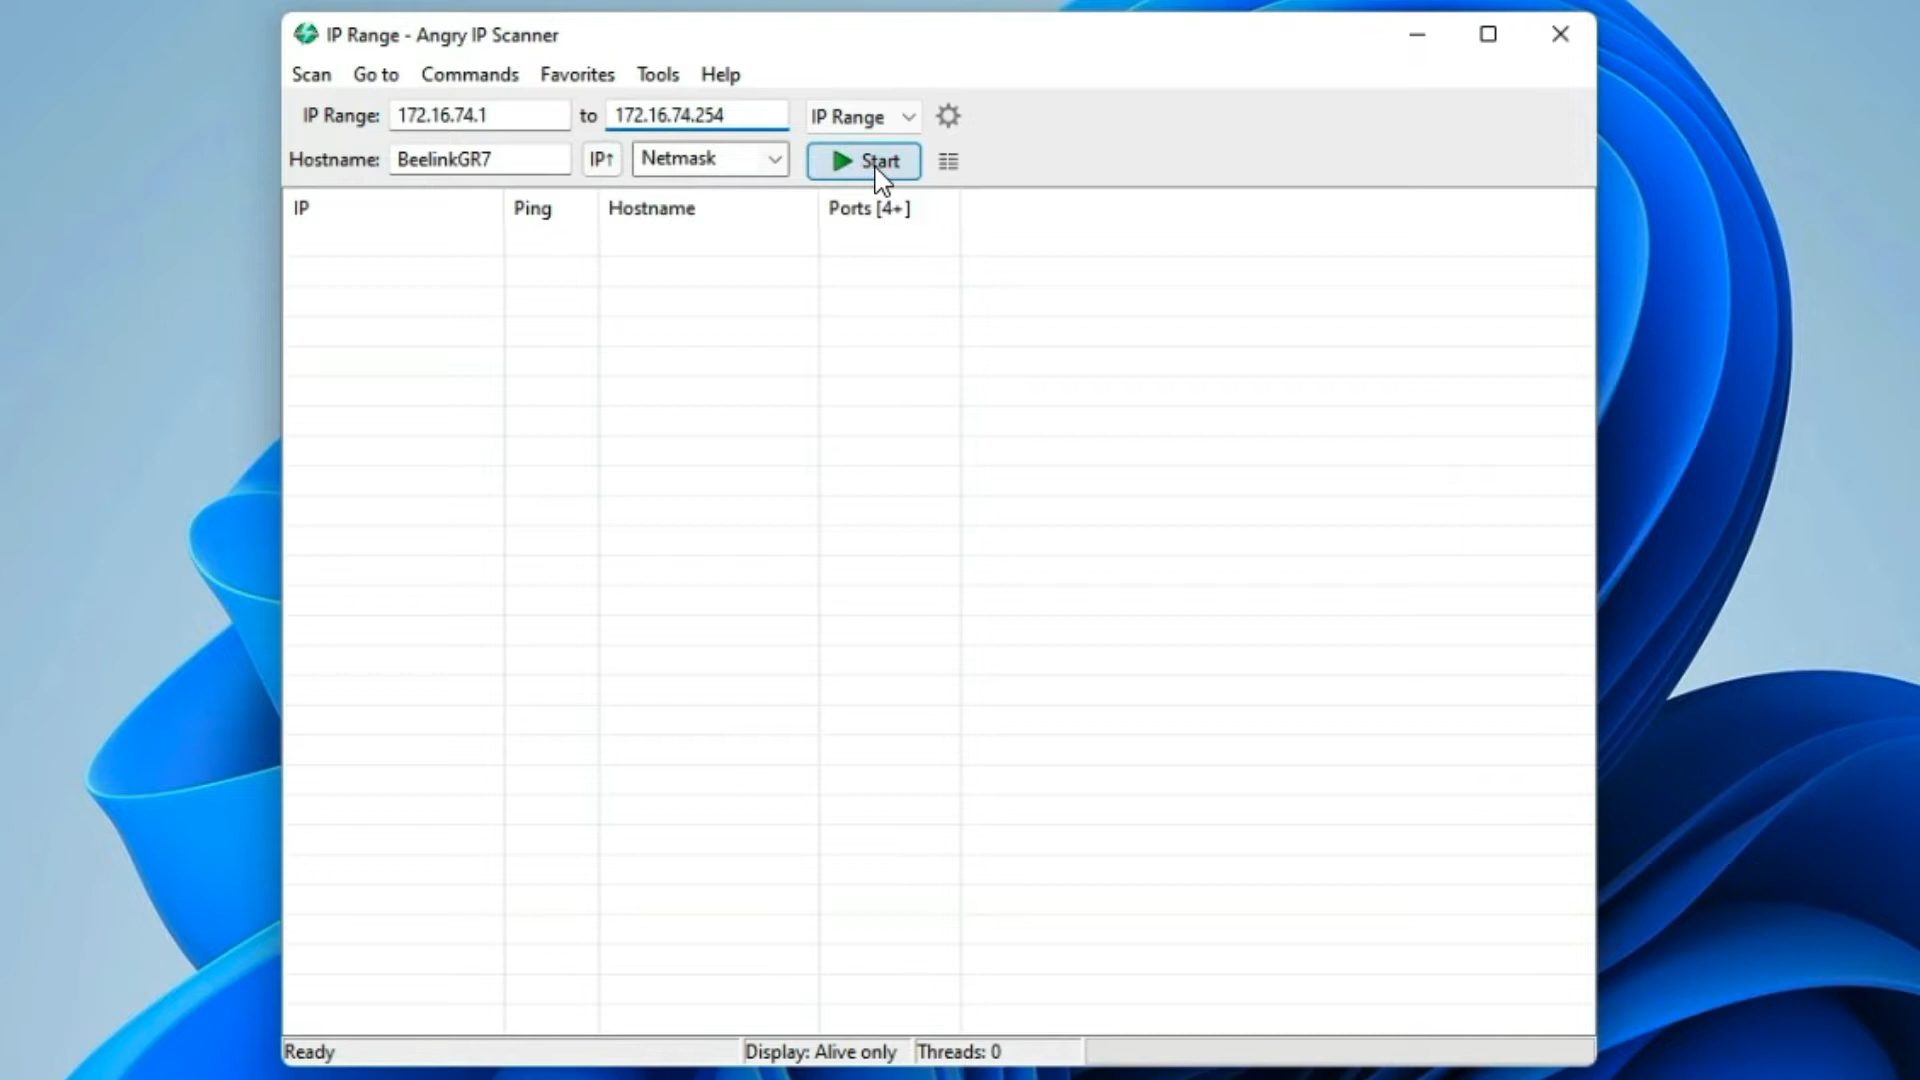 IP Range - Angry IP Scanner
Scan Go to Commands Favorites Tools Help
IP Range: 172.16.74.1 to 172.16.74.254 IP Range
Hostname: BeelinkGR7 IP↑ Netmask Start
IP Ping Hostname Ports [4+]
Ready Display: Alive only Threads: 0